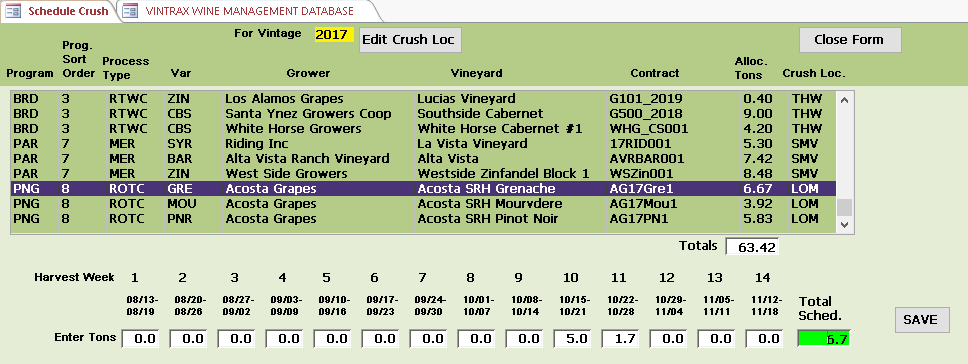 Schedule Crush VINTRAX WINE MANAGEMENT DATABASE
For Vintage 2017 Edit Crush Loc Close Form
Program Prog. Sort Order Process Type Var Grower Vineyard Contract Alloc. Tons Crush Loc.
BRD 3 RTWC ZIN Los Alamos Grapes Lucias Vineyard G101_2019 0.40 THW
BRD 3 RTWC CBS Santa Ynez Growers Coop Southside Cabernet G500_2018 9.00 THW
BRD 3 RTWC CBS White Horse Growers White Horse Cabernet #1 WHG_CS001 4.20 THW
PAR 7 MER SYR Riding Inc La Vista Vineyard 17RID001 5.30 SMV
PAR 7 MER BAR Alta Vista Ranch Vineyard Alta Vista AVRBAR001 7.42 SMV
PAR 7 MER ZIN West Side Growers Westside Zinfandel Block 1 WSZin001 8.48 SMV
PNG 8 ROTC GRE Acosta Grapes Acosta SRH Grenache AG17Gre1 6.67 LOM
PNG 8 ROTC MOU Acosta Grapes Acosta SRH Mourvdere AG17Mou1 3.92 LOM
PNG 8 ROTC PNR Acosta Grapes Acosta SRH Pinot Noir AG17PN1 5.83 LOM
Totals 63.42
Harvest Week 1 2 3 4 5 6 7 8 9 10 11 12 13 14
08/13- 08/20- 08/27- 09/03- 09/10- 09/17- 09/24- 10/01- 10/08- 10/15- 10/22- 10/29- 11/05- 11/12- Total
08/19 08/26 09/02 09/09 09/16 09/23 09/30 10/07 10/14 10/21 10/28 11/04 11/11 11/18 Sched.
Enter Tons 0.0 0.0 0.0 0.0 0.0 0.0 0.0 0.0 0.0 5.0 1.7 0.0 0.0 0.0 6.7 SAVE